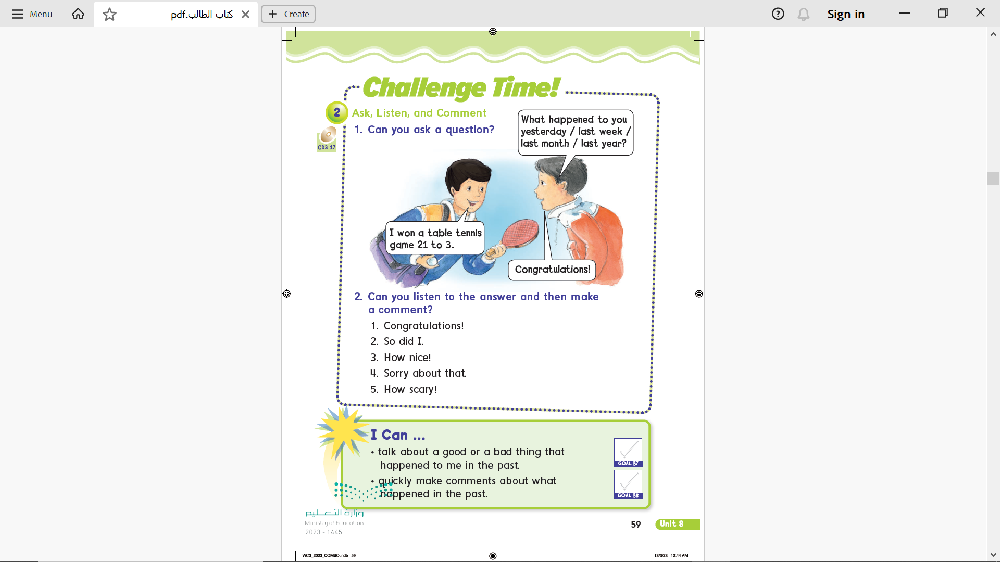 Menu
كتاب الطالب.pdf
Create
Sign in
Challenge Time!
2 Ask, Listen, and Comment
CD3 17
1. Can you ask a question?
What happened to you
yesterday / last week /
last month / last year?
I won a table tennis
game 21 to 3.
Congratulations!
2. Can you listen to the answer and then make
a comment?
1. Congratulations!
2. So did I.
3. How nice!
4. Sorry about that.
5. How scary!
I Can ...
• talk about a good or a bad thing that
happened to me in the past.
GOAL 57
• quickly make comments about what
happened in the past.
GOAL 58
وزارة التعليم
Ministry of Education
2023 - 1445
59 Unit 8
WC3_2023_COMBO.indb 59
13/3/23 12:44 AM